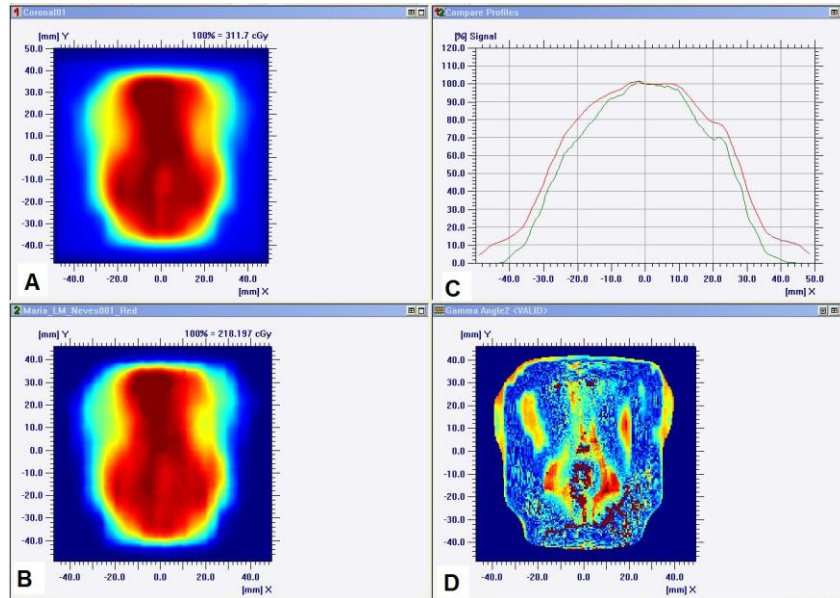 1 Coronal01
[mm] Y 100% = 311.7 cGy
50.0
40.0
30.0
20.0
10.0
0.0
-10.0
-20.0
-30.0
-40.0
A
-40.0 -20.0 0.0 20.0 40.0
[mm] X
12 Compare Profiles
[%] Signal
120.0
110.0
100.0
90.0
80.0
70.0
60.0
50.0
40.0
30.0
20.0
10.0
0.0
C
-40.0 -30.0 -20.0 -10.0 0.0 10.0 20.0 30.0 40.0 50.0
[mm] X
2 Maria_LM_Neves001_Red
[mm] Y 100% = 218.197 cGy
40.0
30.0
20.0
10.0
0.0
-10.0
-20.0
-30.0
-40.0
B
-40.0 -20.0 0.0 20.0 40.0
[mm] X
Gamma Angle2 <VALID>
[mm] Y
40.0
30.0
20.0
10.0
0.0
-10.0
-20.0
-30.0
-40.0
D
-40.0 -20.0 0.0 20.0 40.0
[mm] X